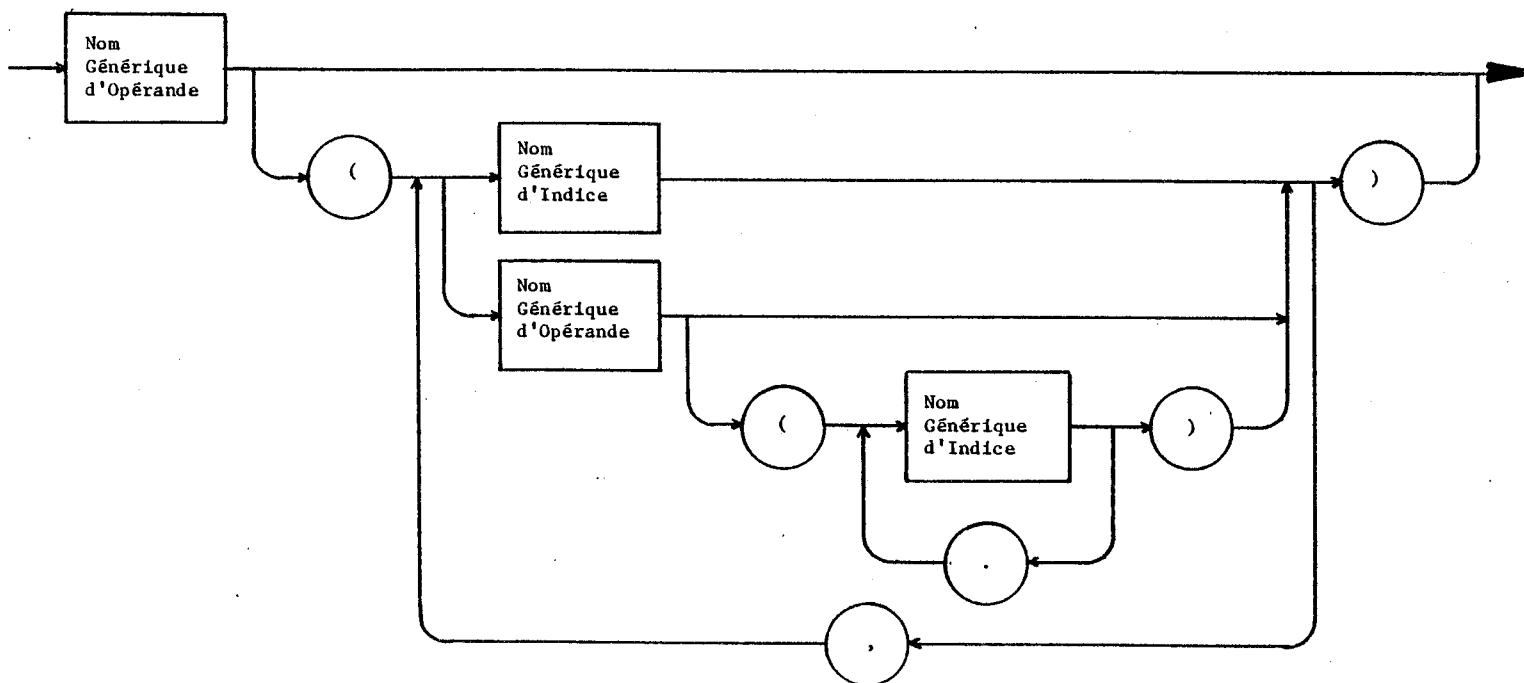 Nom
Générique
d'Opérande
(
Nom
Générique
d'Indice
)
Nom
Générique
d'Opérande
(
Nom
Générique
d'Indice
)
.
,